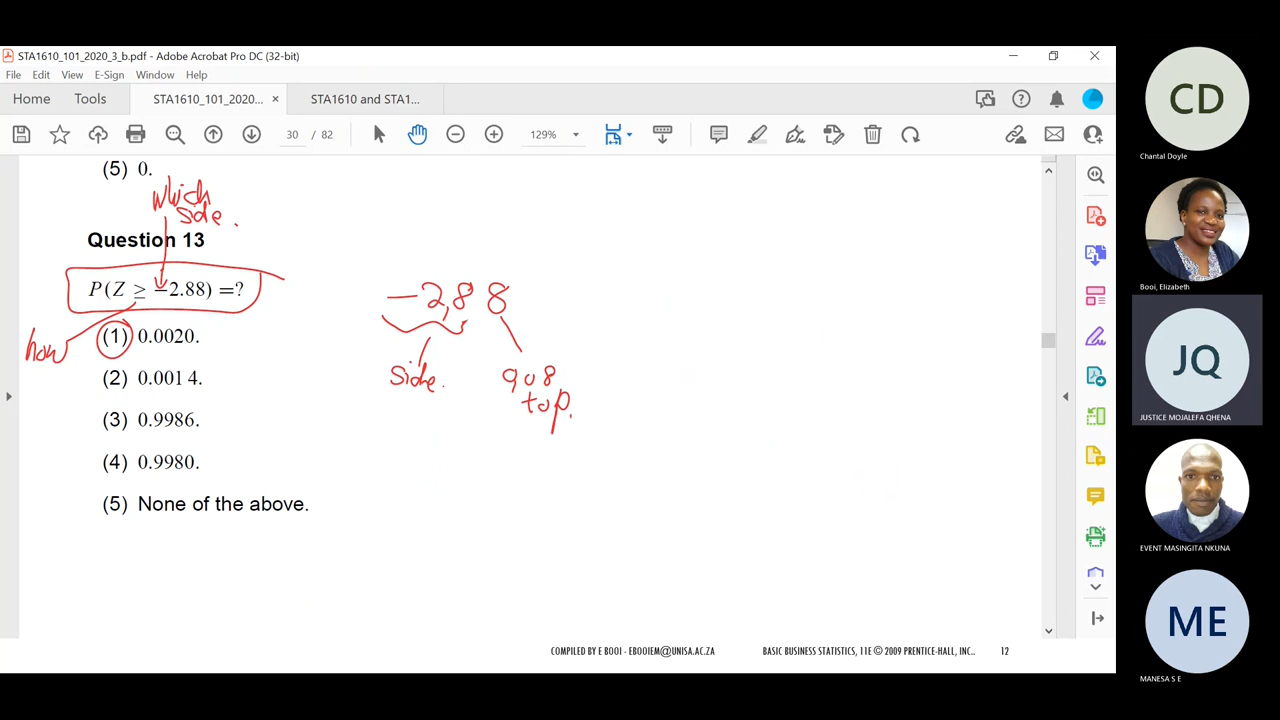 STA1610_101_2020_3_b.pdf - Adobe Acrobat Pro DC (32-bit)
File Edit View E-Sign Window Help
Home Tools STA1610_101_2020... × STA1610 and STA1...
30 / 82 129%
(5) 0.
which
side.
Question 13
P(Z ≥ −2.88) =?
how
(1) 0.0020.
(2) 0.0014.
(3) 0.9986.
(4) 0.9980.
(5) None of the above.
−2,8 8
side.
top.
COMPILED BY E BOOI - EBOOIEM@UNISA.AC.ZA BASIC BUSINESS STATISTICS, 11E © 2009 PRENTICE-HALL, INC.. 12
CD
Chantal Doyle
Booi, Elizabeth
JQ
JUSTICE MOJALEFA QHENA
EVENT MASINGITA NKUNA
ME
MANESA S E